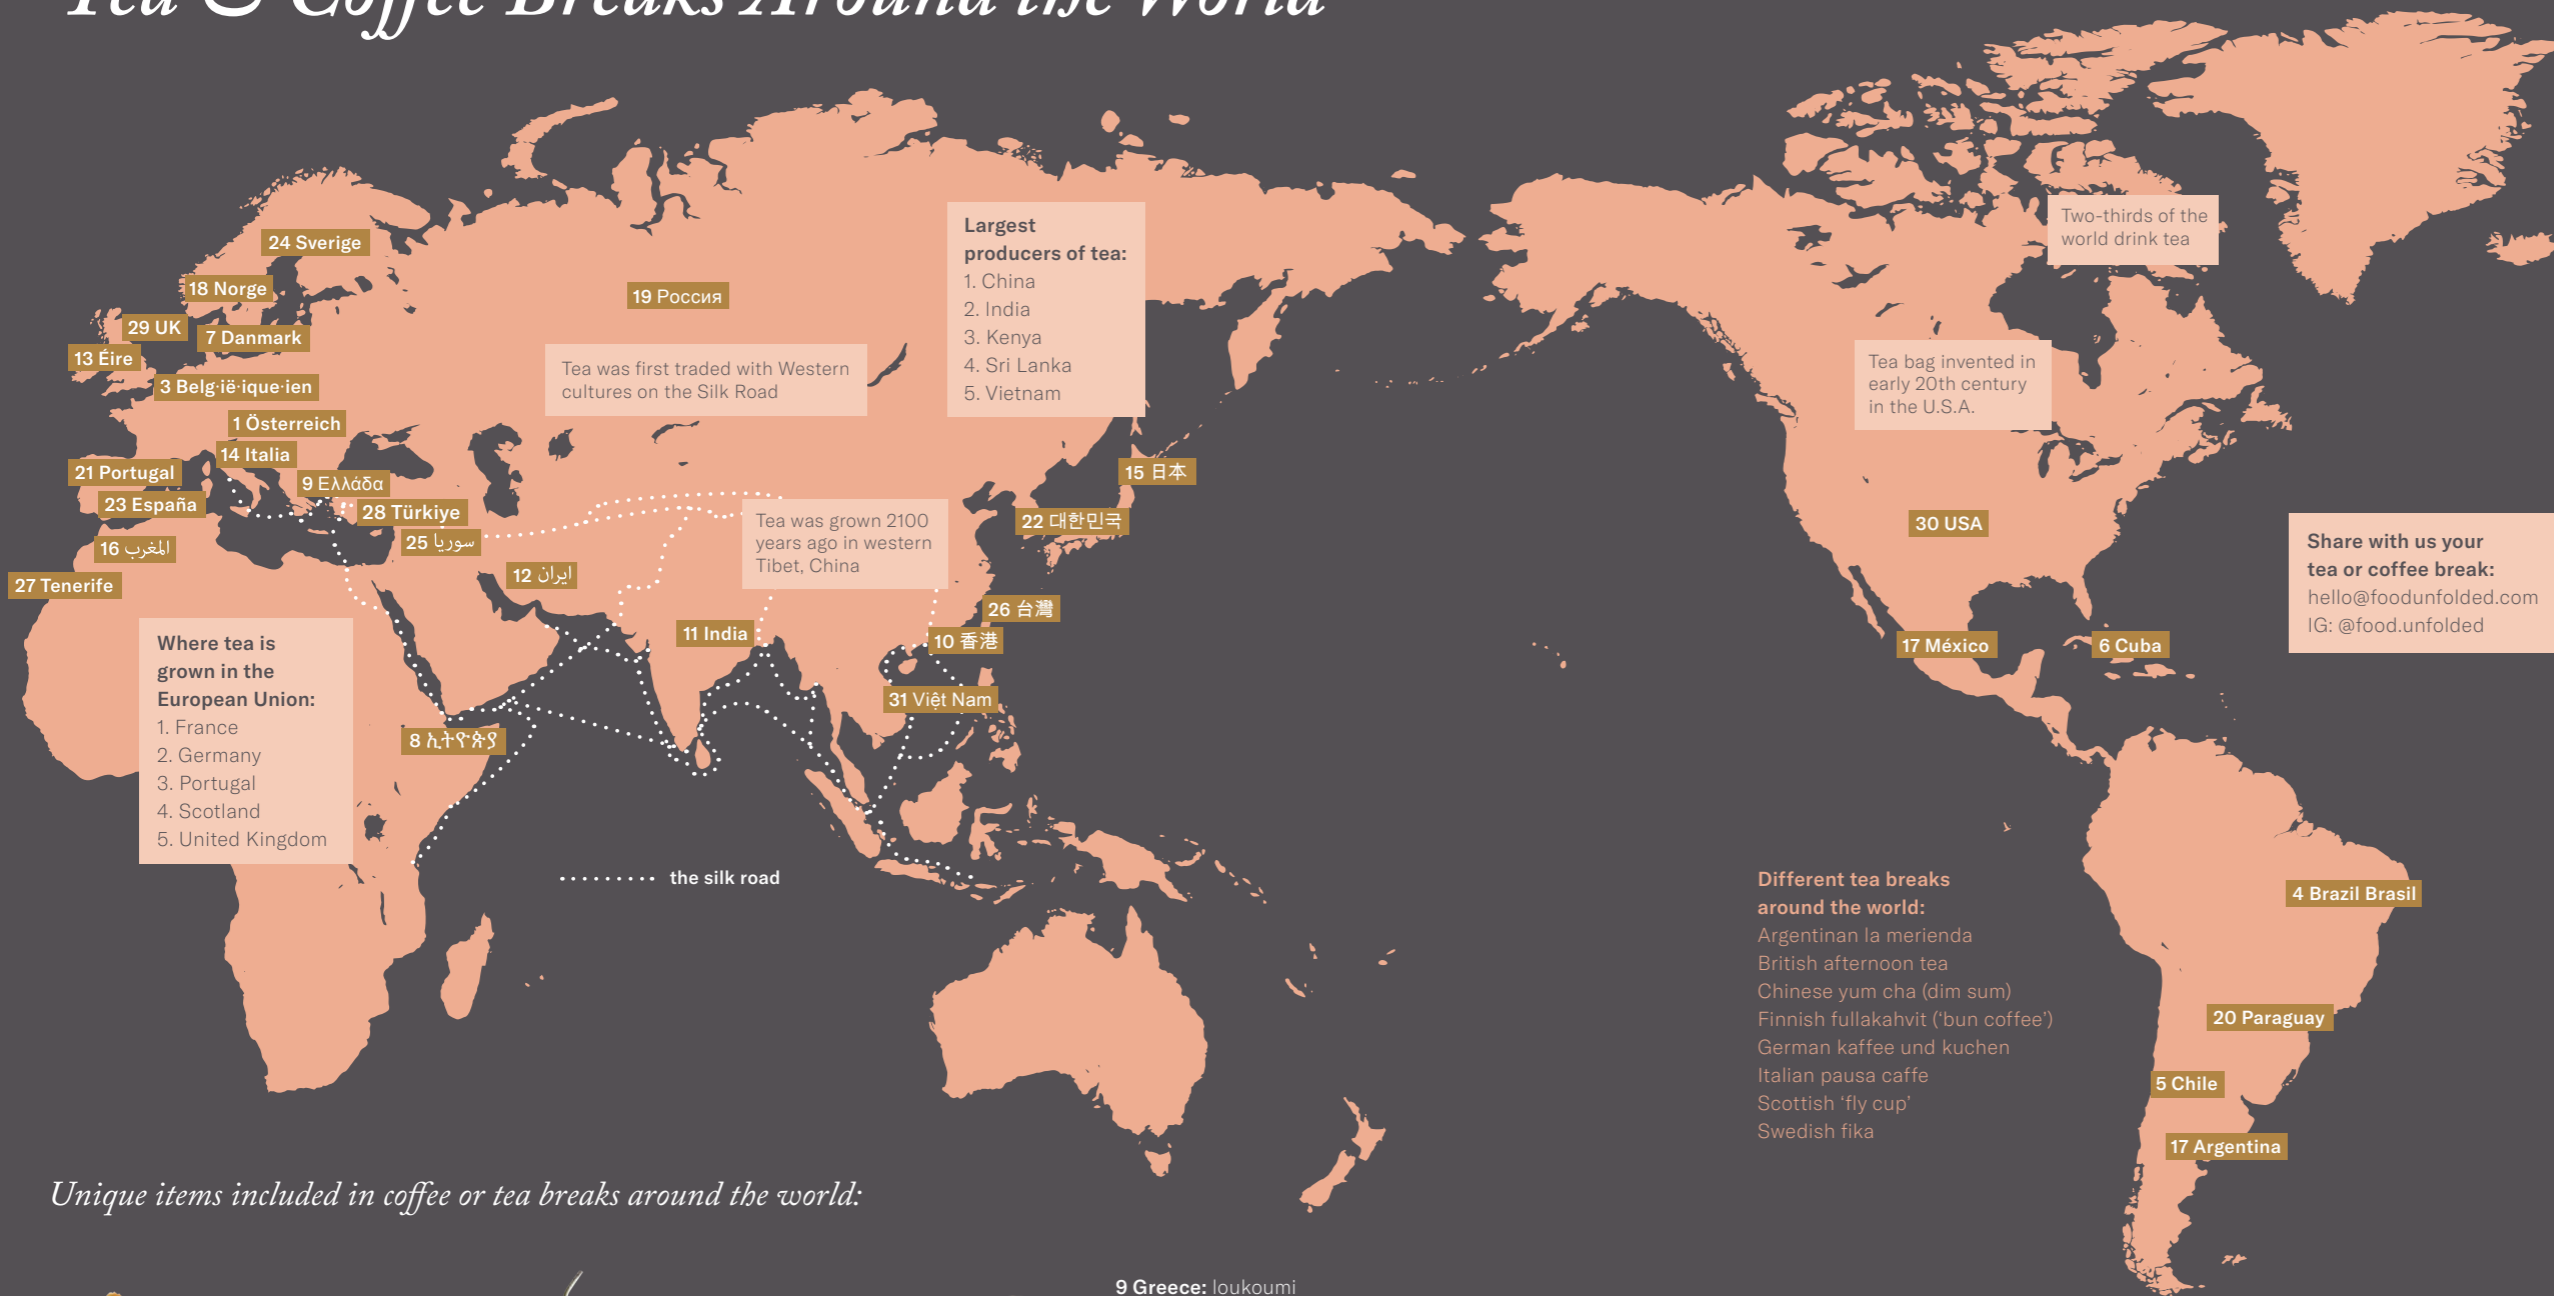 Tea & Coffee Breaks Around the World
24 Sverige
18 Norge
29 UK
7 Danmark
13 Éire
3 Belg·ië·ique·ien
1 Österreich
14 Italia
21 Portugal
9 Ελλάδα
23 España
28 Türkiye
16 المغرب
25 سوريا
27 Tenerife
12 ايران
19 Россия
Tea was first traded with Western
cultures on the Silk Road
Largest
producers of tea:
1. China
2. India
3. Kenya
4. Sri Lanka
5. Vietnam
15 日本
22 대한민국
Tea was grown 2100
years ago in western
Tibet, China
26 台灣
10 香港
11 India
31 Việt Nam
8 ኢትዮጵያ
Where tea is
grown in the
European Union:
1. France
2. Germany
3. Portugal
4. Scotland
5. United Kingdom
the silk road
Two-thirds of the
world drink tea
Tea bag invented in
early 20th century
in the U.S.A.
30 USA
Share with us your
tea or coffee break:
hello@foodunfolded.com
IG: @food.unfolded
17 México
6 Cuba
Different tea breaks
around the world:
Argentinan la merienda
British afternoon tea
Chinese yum cha (dim sum)
Finnish fullakahvit (‘bun coffee’)
German kaffee und kuchen
Italian pausa caffe
Scottish ‘fly cup’
Swedish fika
4 Brazil Brasil
20 Paraguay
5 Chile
17 Argentina
Unique items included in coffee or tea breaks around the world:
9 Greece: loukoumi